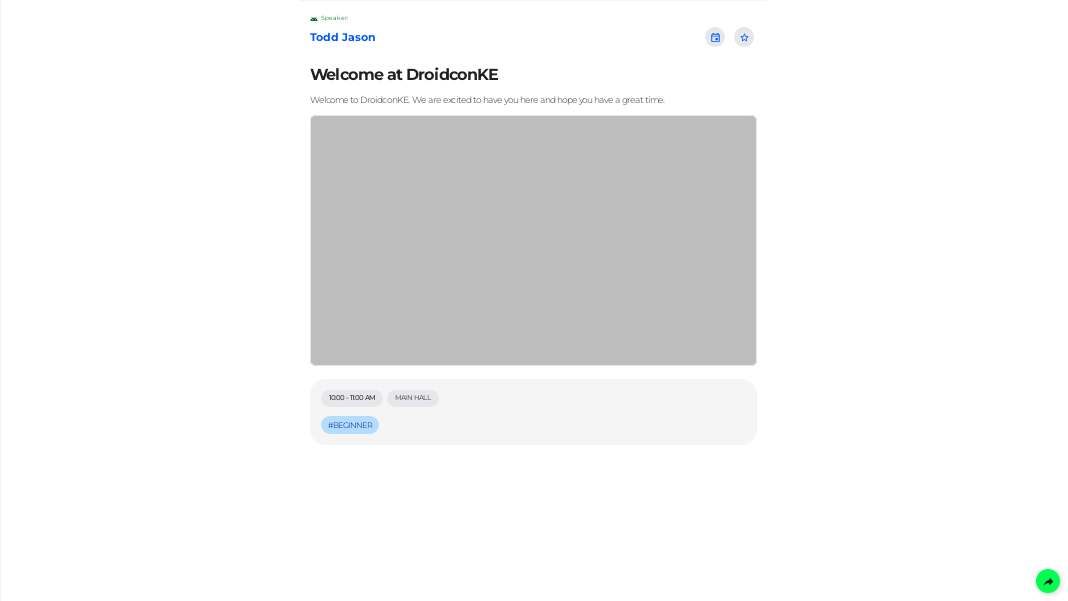 Speaker:
Todd Jason
Welcome at DroidconKE
Welcome to DroidconKE. We are excited to have you here and hope you have a great time.
10:00 - 11:00 AM
MAIN HALL
#BEGINNER